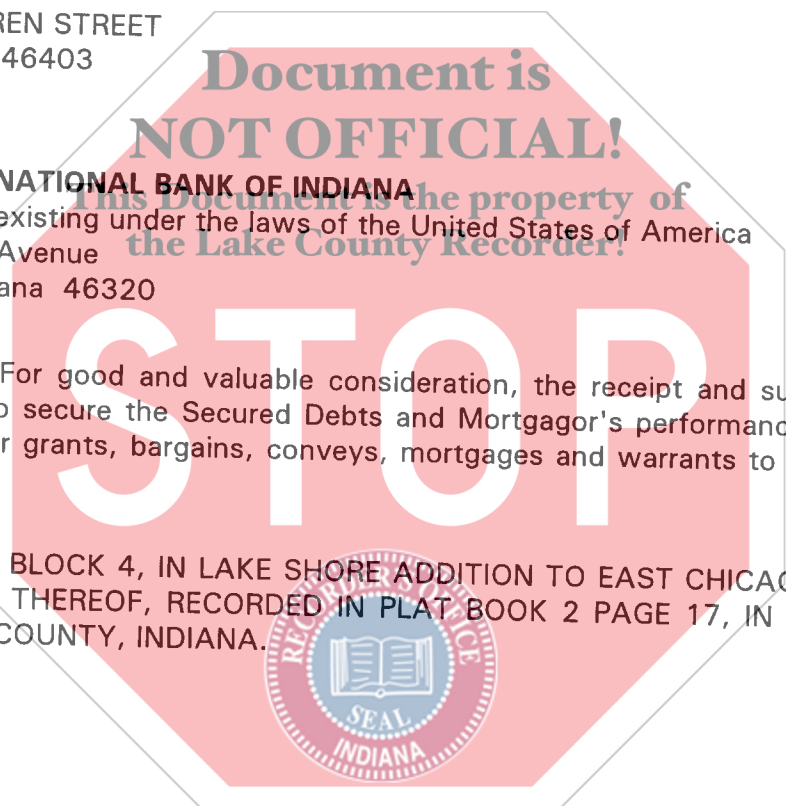 REN STREET
46403
Document is
NOT OFFICIAL!
NATIONAL BANK OF INDIANA
This Document is the property of
existing under the laws of the United States of America
the Lake County Recorder!
Avenue
ana 46320
STOP
For good and valuable consideration, the receipt and su
o secure the Secured Debts and Mortgagor's performanc
r grants, bargains, conveys, mortgages and warrants to
BLOCK 4, IN LAKE SHORE ADDITION TO EAST CHICAG
THEREOF, RECORDED IN PLAT BOOK 2 PAGE 17, IN
COUNTY, INDIANA.
RECORDER'S OFFICE
SEAL
INDIANA